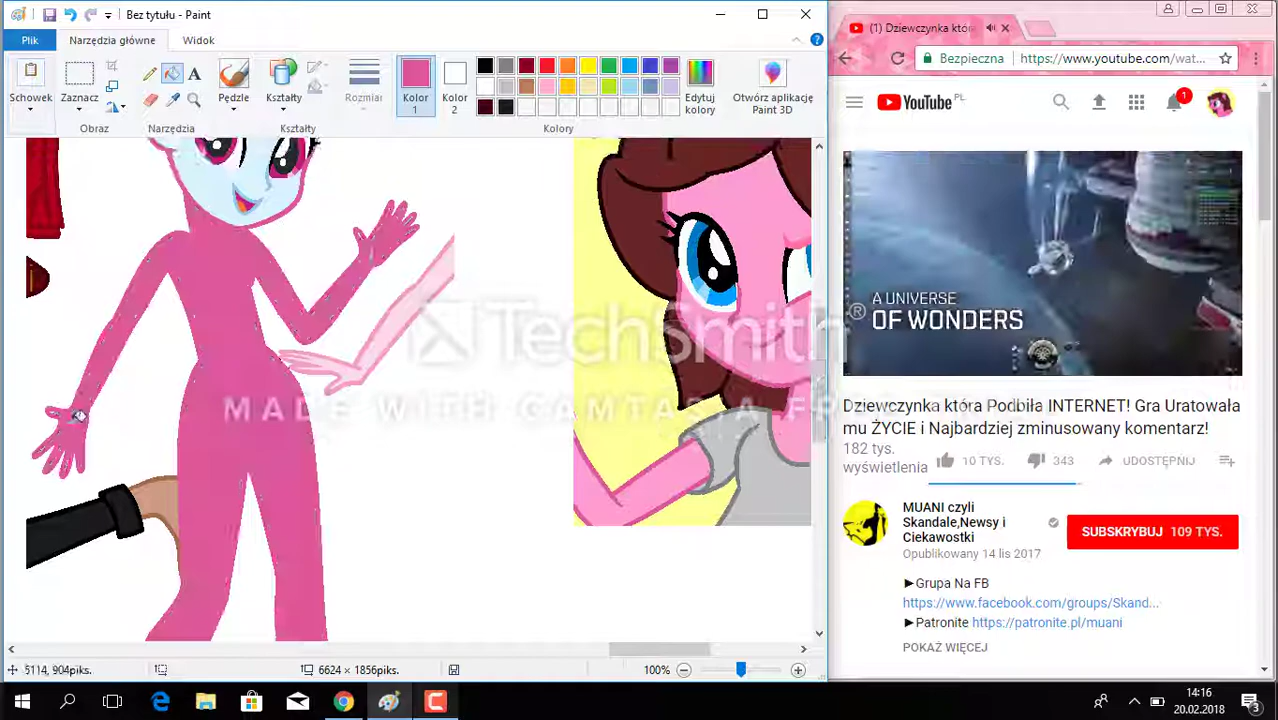 Bez tytułu - Paint
Plik Narzędzia główne Widok
Schowek
Zaznacz
Obraz
Narzędzia
Pędzle
Kształty
Kształty
Rozmiar
Kolor 1
Kolor 2
Kolory
Edytuj kolory
Otwórz aplikację Paint 3D
TechSmith
MADE WITH CAMTASIA FREE
5114, 904piks.
6624 × 1856piks.
100%
(1) Dziewczynka któr
Bezpieczna
https://www.youtube.com/wat...
YouTube PL
1
A UNIVERSE
OF WONDERS
Dziewczynka która Podbiła INTERNET! Gra Uratowała
mu ŻYCIE i Najbardziej zminusowany komentarz!
182 tys.
wyświetlenia
10 TYS.
343
UDOSTĘPNIJ
MUANI czyli
Skandale,Newsy i
Ciekawostki
Opublikowany 14 lis 2017
SUBSKRYBUJ 109 TYS.
►Grupa Na FB
https://www.facebook.com/groups/Skand...
►Patronite https://patronite.pl/muani
POKAŻ WIĘCEJ
14:16
20.02.2018
3